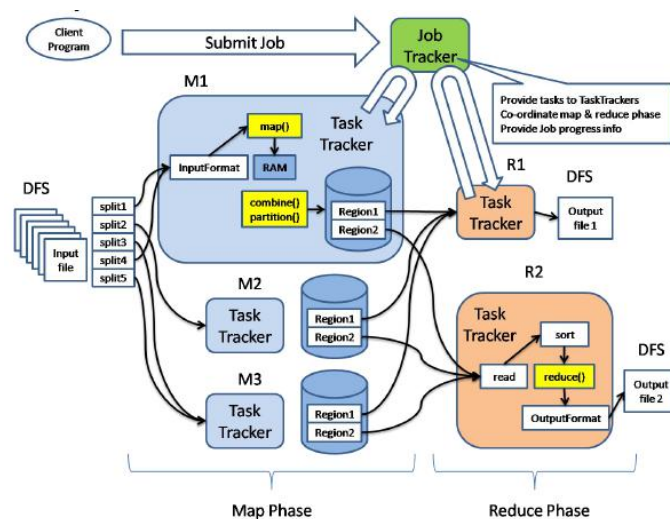 Client
Program
Submit Job
Job
Tracker
Provide tasks to TaskTrackers
Co-ordinate map & reduce phase
Provide Job progress info
M1
map()
Task
Tracker
InputFormat
RAM
combine()
partition()
Region1
Region2
DFS
Input
file
split1
split2
split3
split4
split5
M2
Task
Tracker
Region1
Region2
M3
Task
Tracker
Region1
Region2
R1
Task
Tracker
DFS
Output
file 1
R2
Task
Tracker
sort
read
reduce()
OutputFormat
DFS
Output
file 2
Map Phase
Reduce Phase